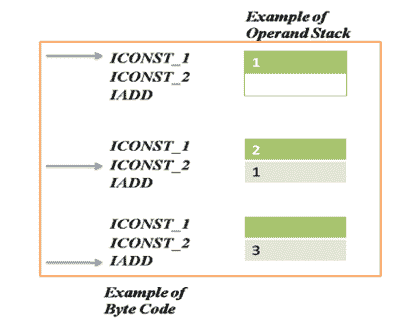 Example of
Operand Stack
ICONST_1
ICONST_2
IADD
1
ICONST_1
ICONST_2
IADD
2
1
ICONST_1
ICONST_2
IADD
3
Example of
Byte Code